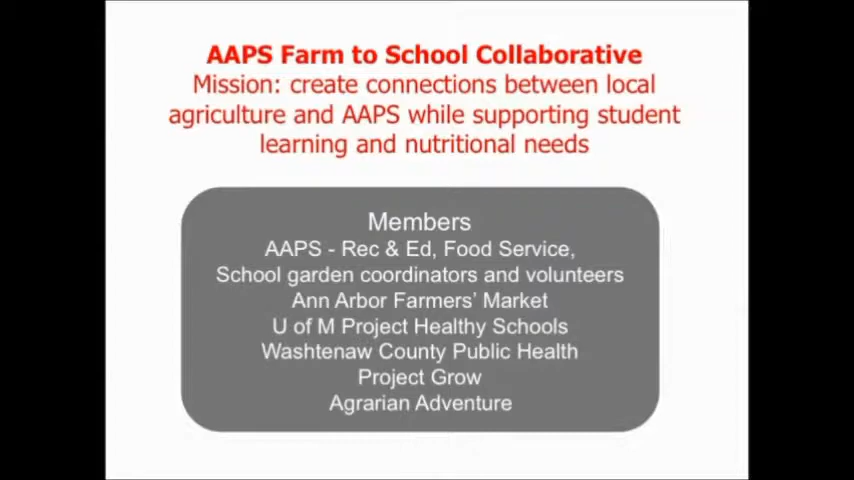 AAPS Farm to School Collaborative
Mission: create connections between local
agriculture and AAPS while supporting student
learning and nutritional needs
Members
AAPS - Rec & Ed, Food Service,
School garden coordinators and volunteers
Ann Arbor Farmers' Market
U of M Project Healthy Schools
Washtenaw County Public Health
Project Grow
Agrarian Adventure